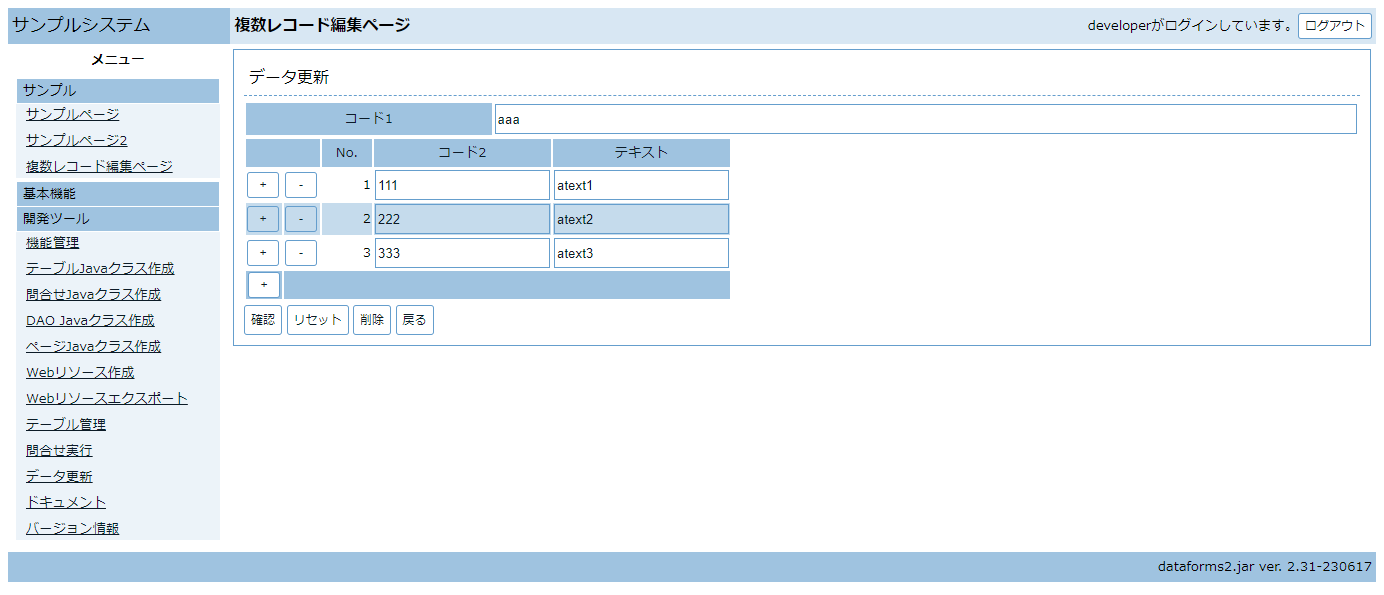 サンプルシステム
複数レコード編集ページ
developerがログインしています。 ログアウト
メニュー
サンプル
サンプルページ
サンプルページ2
複数レコード編集ページ
基本機能
開発ツール
機能管理
テーブルJavaクラス作成
問合せJavaクラス作成
DAO Javaクラス作成
ページJavaクラス作成
Webリソース作成
Webリソースエクスポート
テーブル管理
問合せ実行
データ更新
ドキュメント
バージョン情報
データ更新
コード1 aaa
No. コード2 テキスト
+ - 1 111 atext1
+ - 2 222 atext2
+ - 3 333 atext3
+
確認 リセット 削除 戻る
dataforms2.jar ver. 2.31-230617